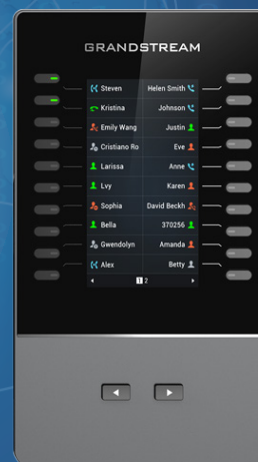 GRANDSTREAM
Steven Helen Smith
Kristina Johnson
Emily Wang Justin
Cristiano Ro Eve
Larissa Anne
Lvy Karen
Sophia David Beckh
Bella 370256
Gwendolyn Amanda
Alex Betty
1 2